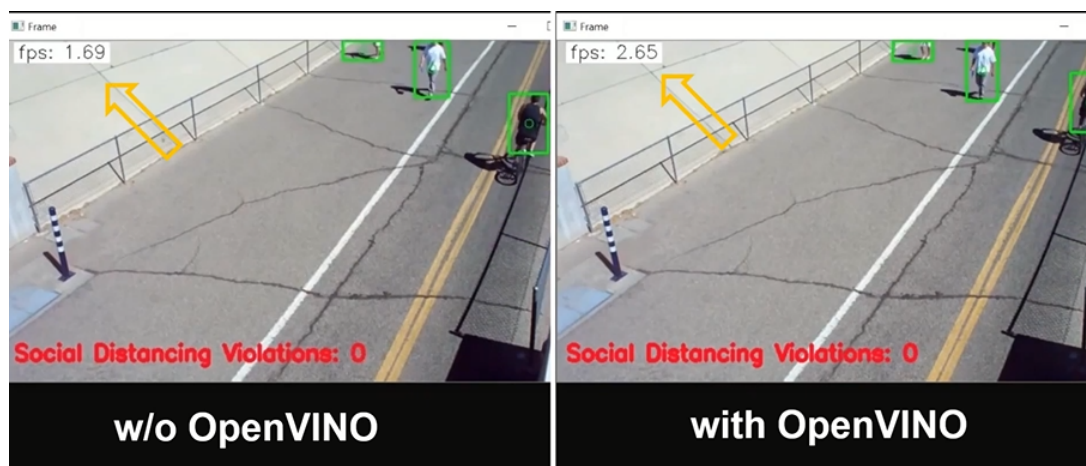 Frame
fps: 1.69
Social Distancing Violations: 0
w/o OpenVINO
Frame
fps: 2.65
Social Distancing Violations: 0
with OpenVINO